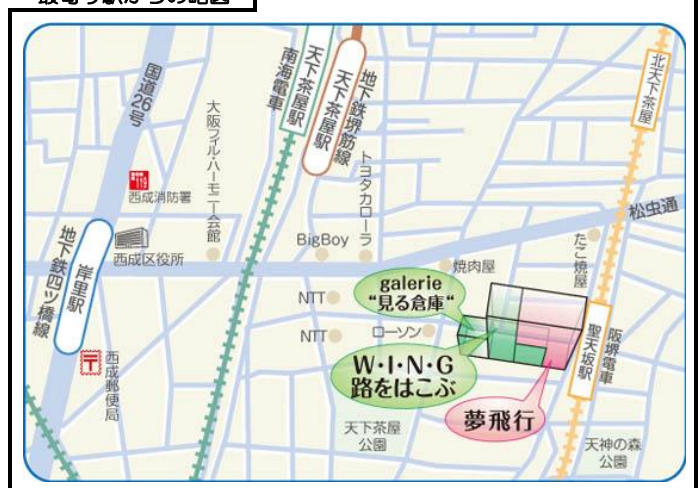 最寄り駅からの略図
国道26号
大阪フィル・ハーモニー会館
南海電車
天下茶屋駅
地下鉄堺筋線
天下茶屋駅
トヨタカローラ
北天下茶屋
松虫通
西成消防署
西成区役所
地下鉄四ツ橋線
岸里駅
西成郵便局
BigBoy
焼肉屋
たこ焼屋
NTT
NTT
ローソン
galerie
“見る倉庫“
W・I・N・G
路をはこぶ
夢飛行
阪堺電車
聖天坂駅
天下茶屋
公園
天神の森
公園